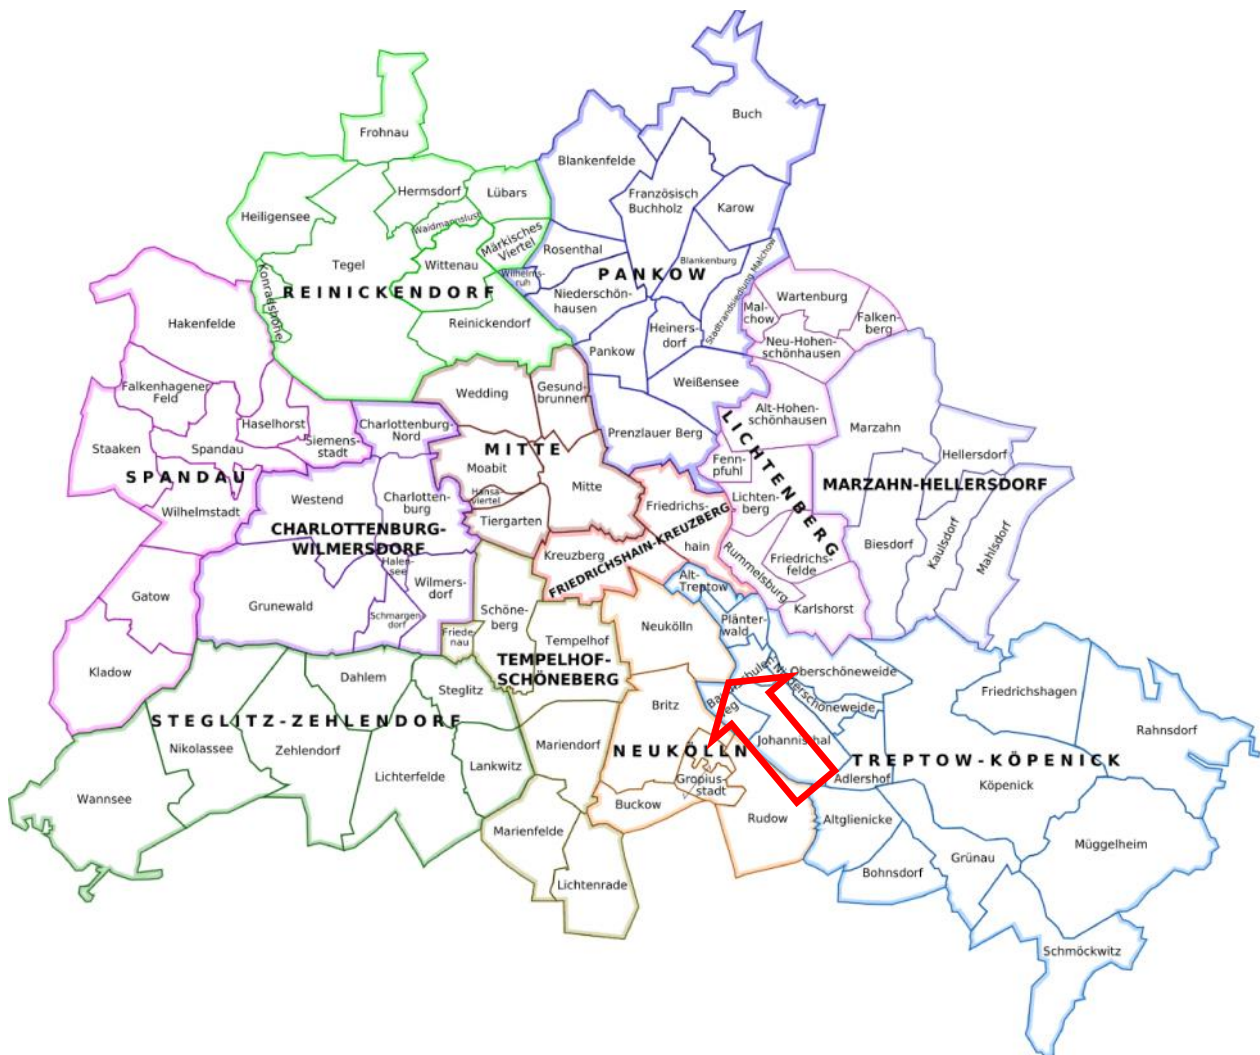 Buch
Frohnau
Blankenfelde
Hermsdorf
Lübars
Französisch
Buchholz
Karow
Heiligensee
Waidmannslust
Märkisches
Viertel
Rosenthal
Blankenburg
Stadtrandsiedlung Malchow
Tegel
Wittenau
Wilhelms-
ruh
PANKOW
Konradshöhe
REINICKENDORF
Niederschön-
hausen
Wartenburg
Mal-
chow
Falken-
berg
Hakenfelde
Reinickendorf
Heiners-
dorf
Neu-Hohen-
schönhausen
Pankow
Weißensee
Falkenhagener
Feld
Wedding
Gesund-
brunnen
Alt-Hohen-
schönhausen
Haselhorst
Charlottenburg-
Nord
Prenzlauer Berg
Marzahn
Staaken
Spandau
Siemens-
stadt
MITTE
LICHTENBERG
Hellersdorf
SPANDAU
Moabit
Fenn-
pfuhl
Westend
Charlotten-
burg
Hansa-
viertel
Mitte
MARZAHN-HELLERSDORF
Wilhelmstadt
Tiergarten
Friedrichs-
hain
Lichten-
berg
CHARLOTTENBURG-
WILMERSDORF
Kreuzberg
FRIEDRICHSHAIN-KREUZBERG
Biesdorf
Kaulsdorf
Mahlsdorf
Halen-
see
Rummelsburg
Friedrichs-
felde
Gatow
Grunewald
Wilmers-
dorf
Alt-
Treptow
Karlshorst
Schmargen-
dorf
Schöne-
berg
Friede-
nau
Tempelhof
Neukölln
Plänter-
wald
Kladow
Dahlem
TEMPELHOF-
SCHÖNEBERG
Oberschöneweide
Steglitz
Niederschöneweide
Friedrichshagen
STEGLITZ-ZEHLENDORF
Britz
Rahnsdorf
Nikolassee
Zehlendorf
Mariendorf
NEUKÖLLN
Johannisthal
TREPTOW-KÖPENICK
Lankwitz
Lichterfelde
Gropius-
stadt
Adlershof
Köpenick
Wannsee
Buckow
Marienfelde
Rudow
Altglienicke
Müggelheim
Grünau
Bohnsdorf
Lichtenrade
Schmöckwitz